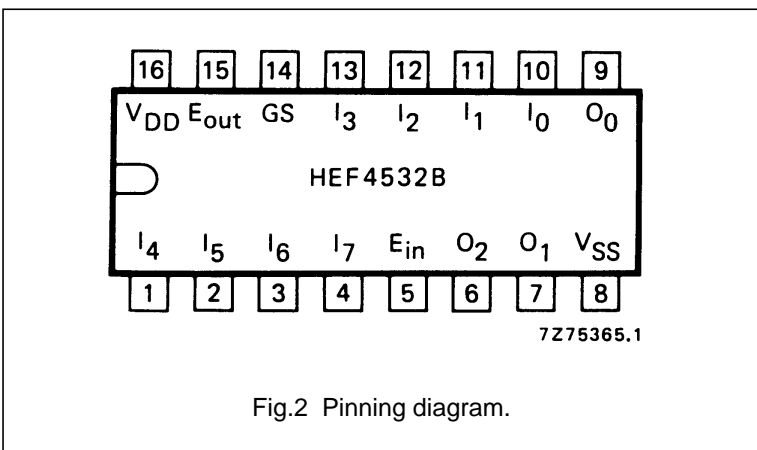 16 15 14 13 12 11 10 9
VDD Eout GS I3 I2 I1 I0 O0
HEF4532B
I4 I5 I6 I7 Ein O2 O1 VSS
1 2 3 4 5 6 7 8
7Z75365.1
Fig.2 Pinning diagram.